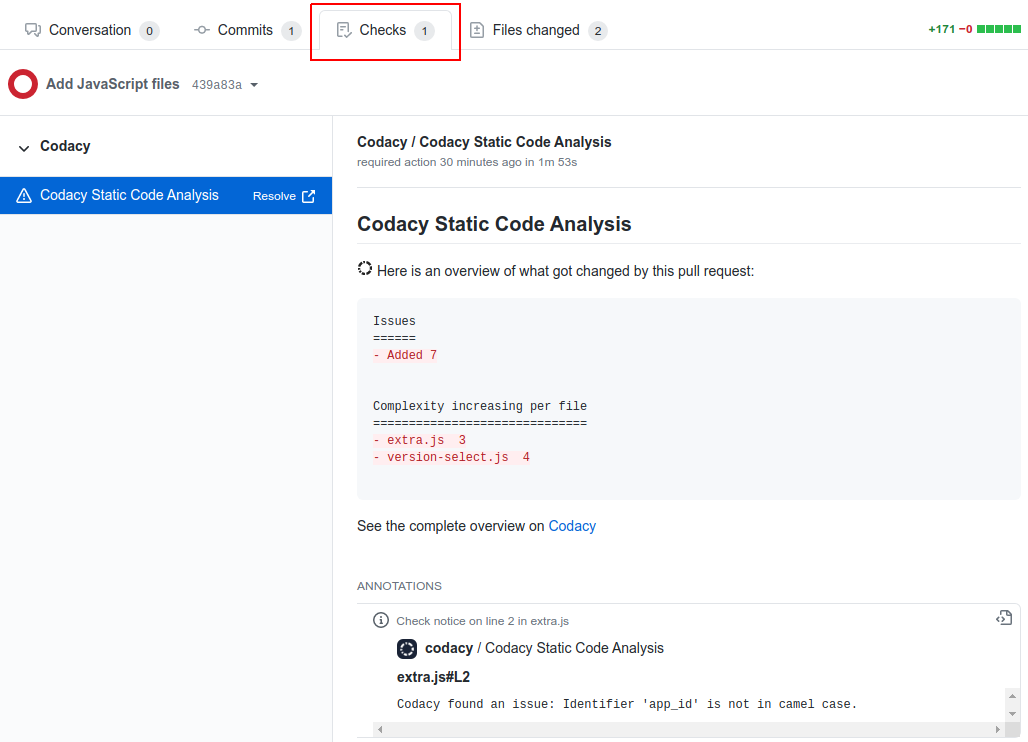 Conversation 0 Commits 1 Checks 1 Files changed 2 +171 −0
Add JavaScript files 439a83a
Codacy
Codacy Static Code Analysis Resolve
Codacy / Codacy Static Code Analysis
required action 30 minutes ago in 1m 53s
Codacy Static Code Analysis
Here is an overview of what got changed by this pull request:
Issues
======
- Added 7
Complexity increasing per file
==============================
- extra.js  3
- version-select.js  4
See the complete overview on Codacy
ANNOTATIONS
Check notice on line 2 in extra.js
codacy / Codacy Static Code Analysis
extra.js#L2
Codacy found an issue: Identifier 'app_id' is not in camel case.